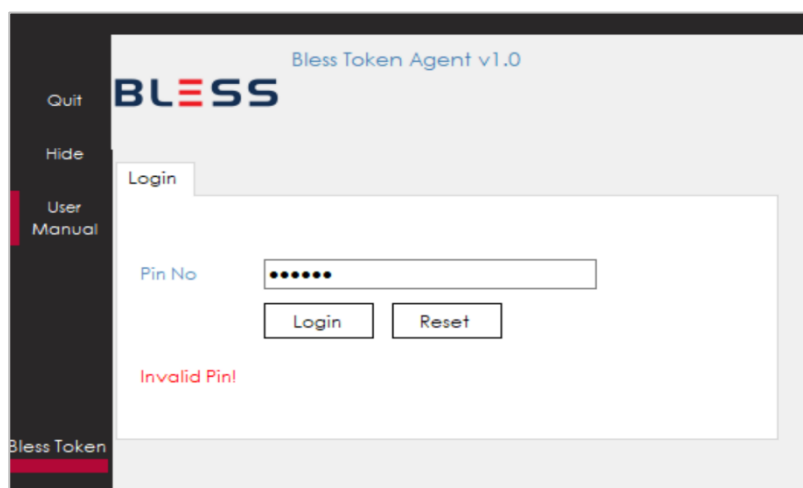 Bless Token Agent v1.0
BLESS
Quit
Hide
User
Manual
Login
Pin No
••••••
Login
Reset
Invalid Pin!
Bless Token